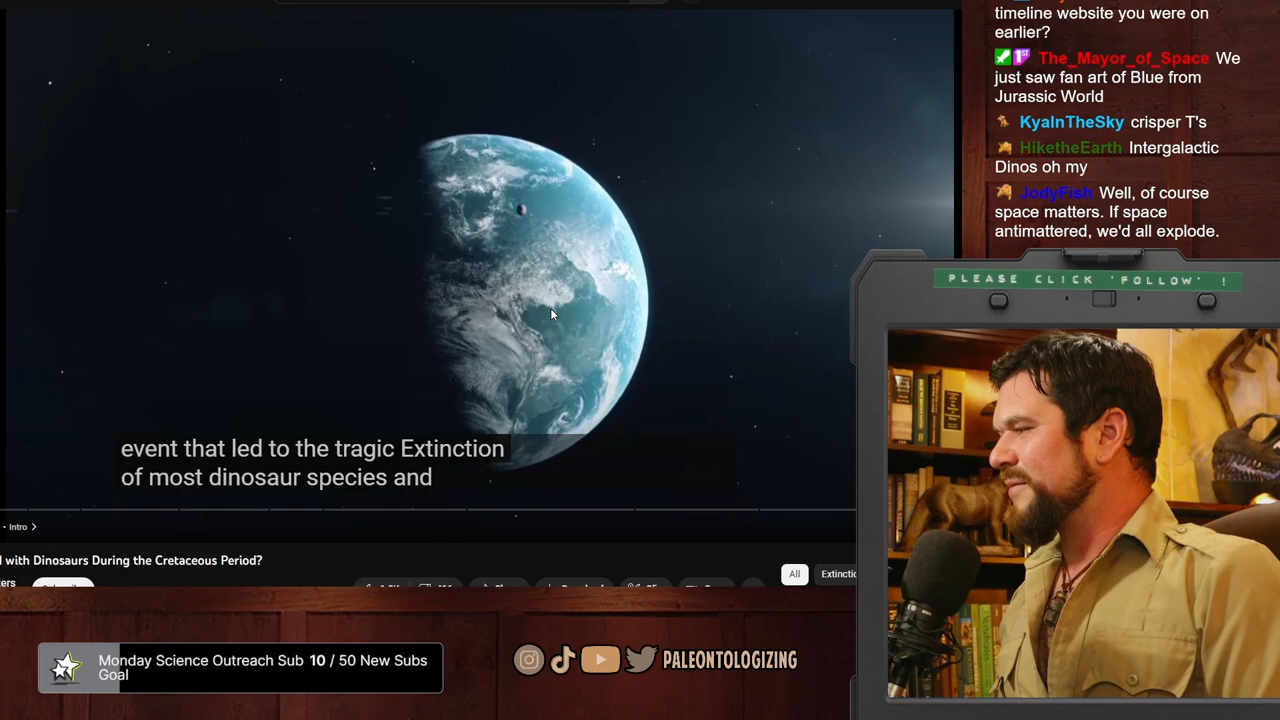 timeline website you were on
earlier?
The_Mayor_of_Space We
just saw fan art of Blue from
Jurassic World
KyaInTheSky crisper T's
HiketheEarth Intergalactic
Dinos oh my
JodyFish Well, of course
space matters. If space
antimattered, we'd all explode.
PLEASE CLICK 'FOLLOW' !
event that led to the tragic Extinction
of most dinosaur species and
• Intro
with Dinosaurs During the Cretaceous Period?
All
Monday Science Outreach Sub 10 / 50 New Subs
Goal
PALEONTOLOGIZING